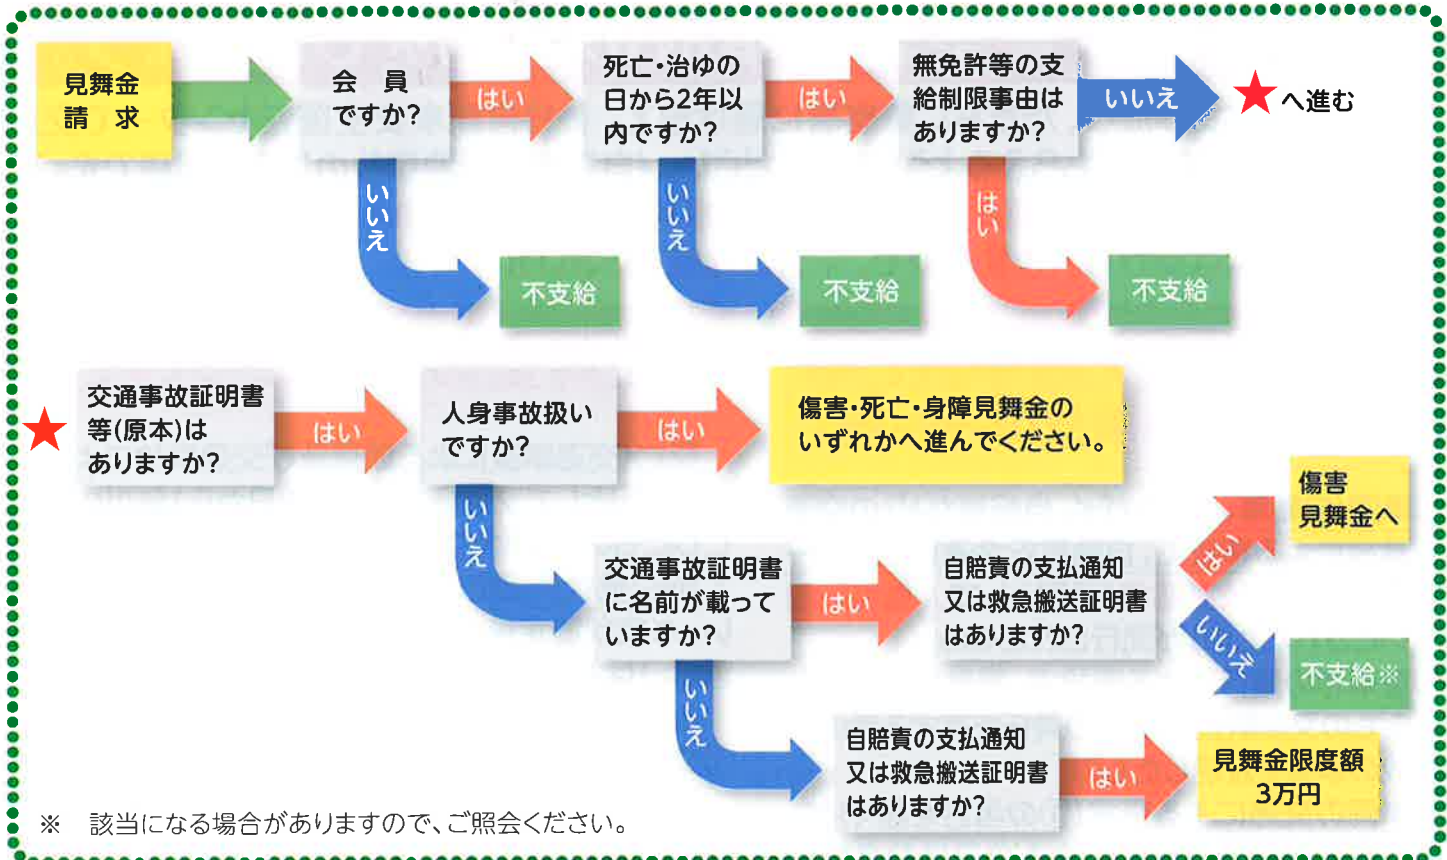 見舞金
請　求
会　員
ですか？
はい
いいえ
不支給
死亡・治ゆの
日から2年以
内ですか？
はい
いいえ
不支給
無免許等の支
給制限事由は
ありますか？
いいえ
★へ進む
はい
不支給
★
交通事故証明書
等(原本)は
ありますか？
はい
人身事故扱い
ですか？
はい
傷害・死亡・身障見舞金の
いずれかへ進んでください。
いいえ
交通事故証明書
に名前が載って
いますか？
はい
自賠責の支払通知
又は救急搬送証明書
はありますか？
はい
傷害
見舞金へ
いいえ
不支給※
いいえ
自賠責の支払通知
又は救急搬送証明書
はありますか？
はい
見舞金限度額
3万円
※　該当になる場合がありますので、ご照会ください。